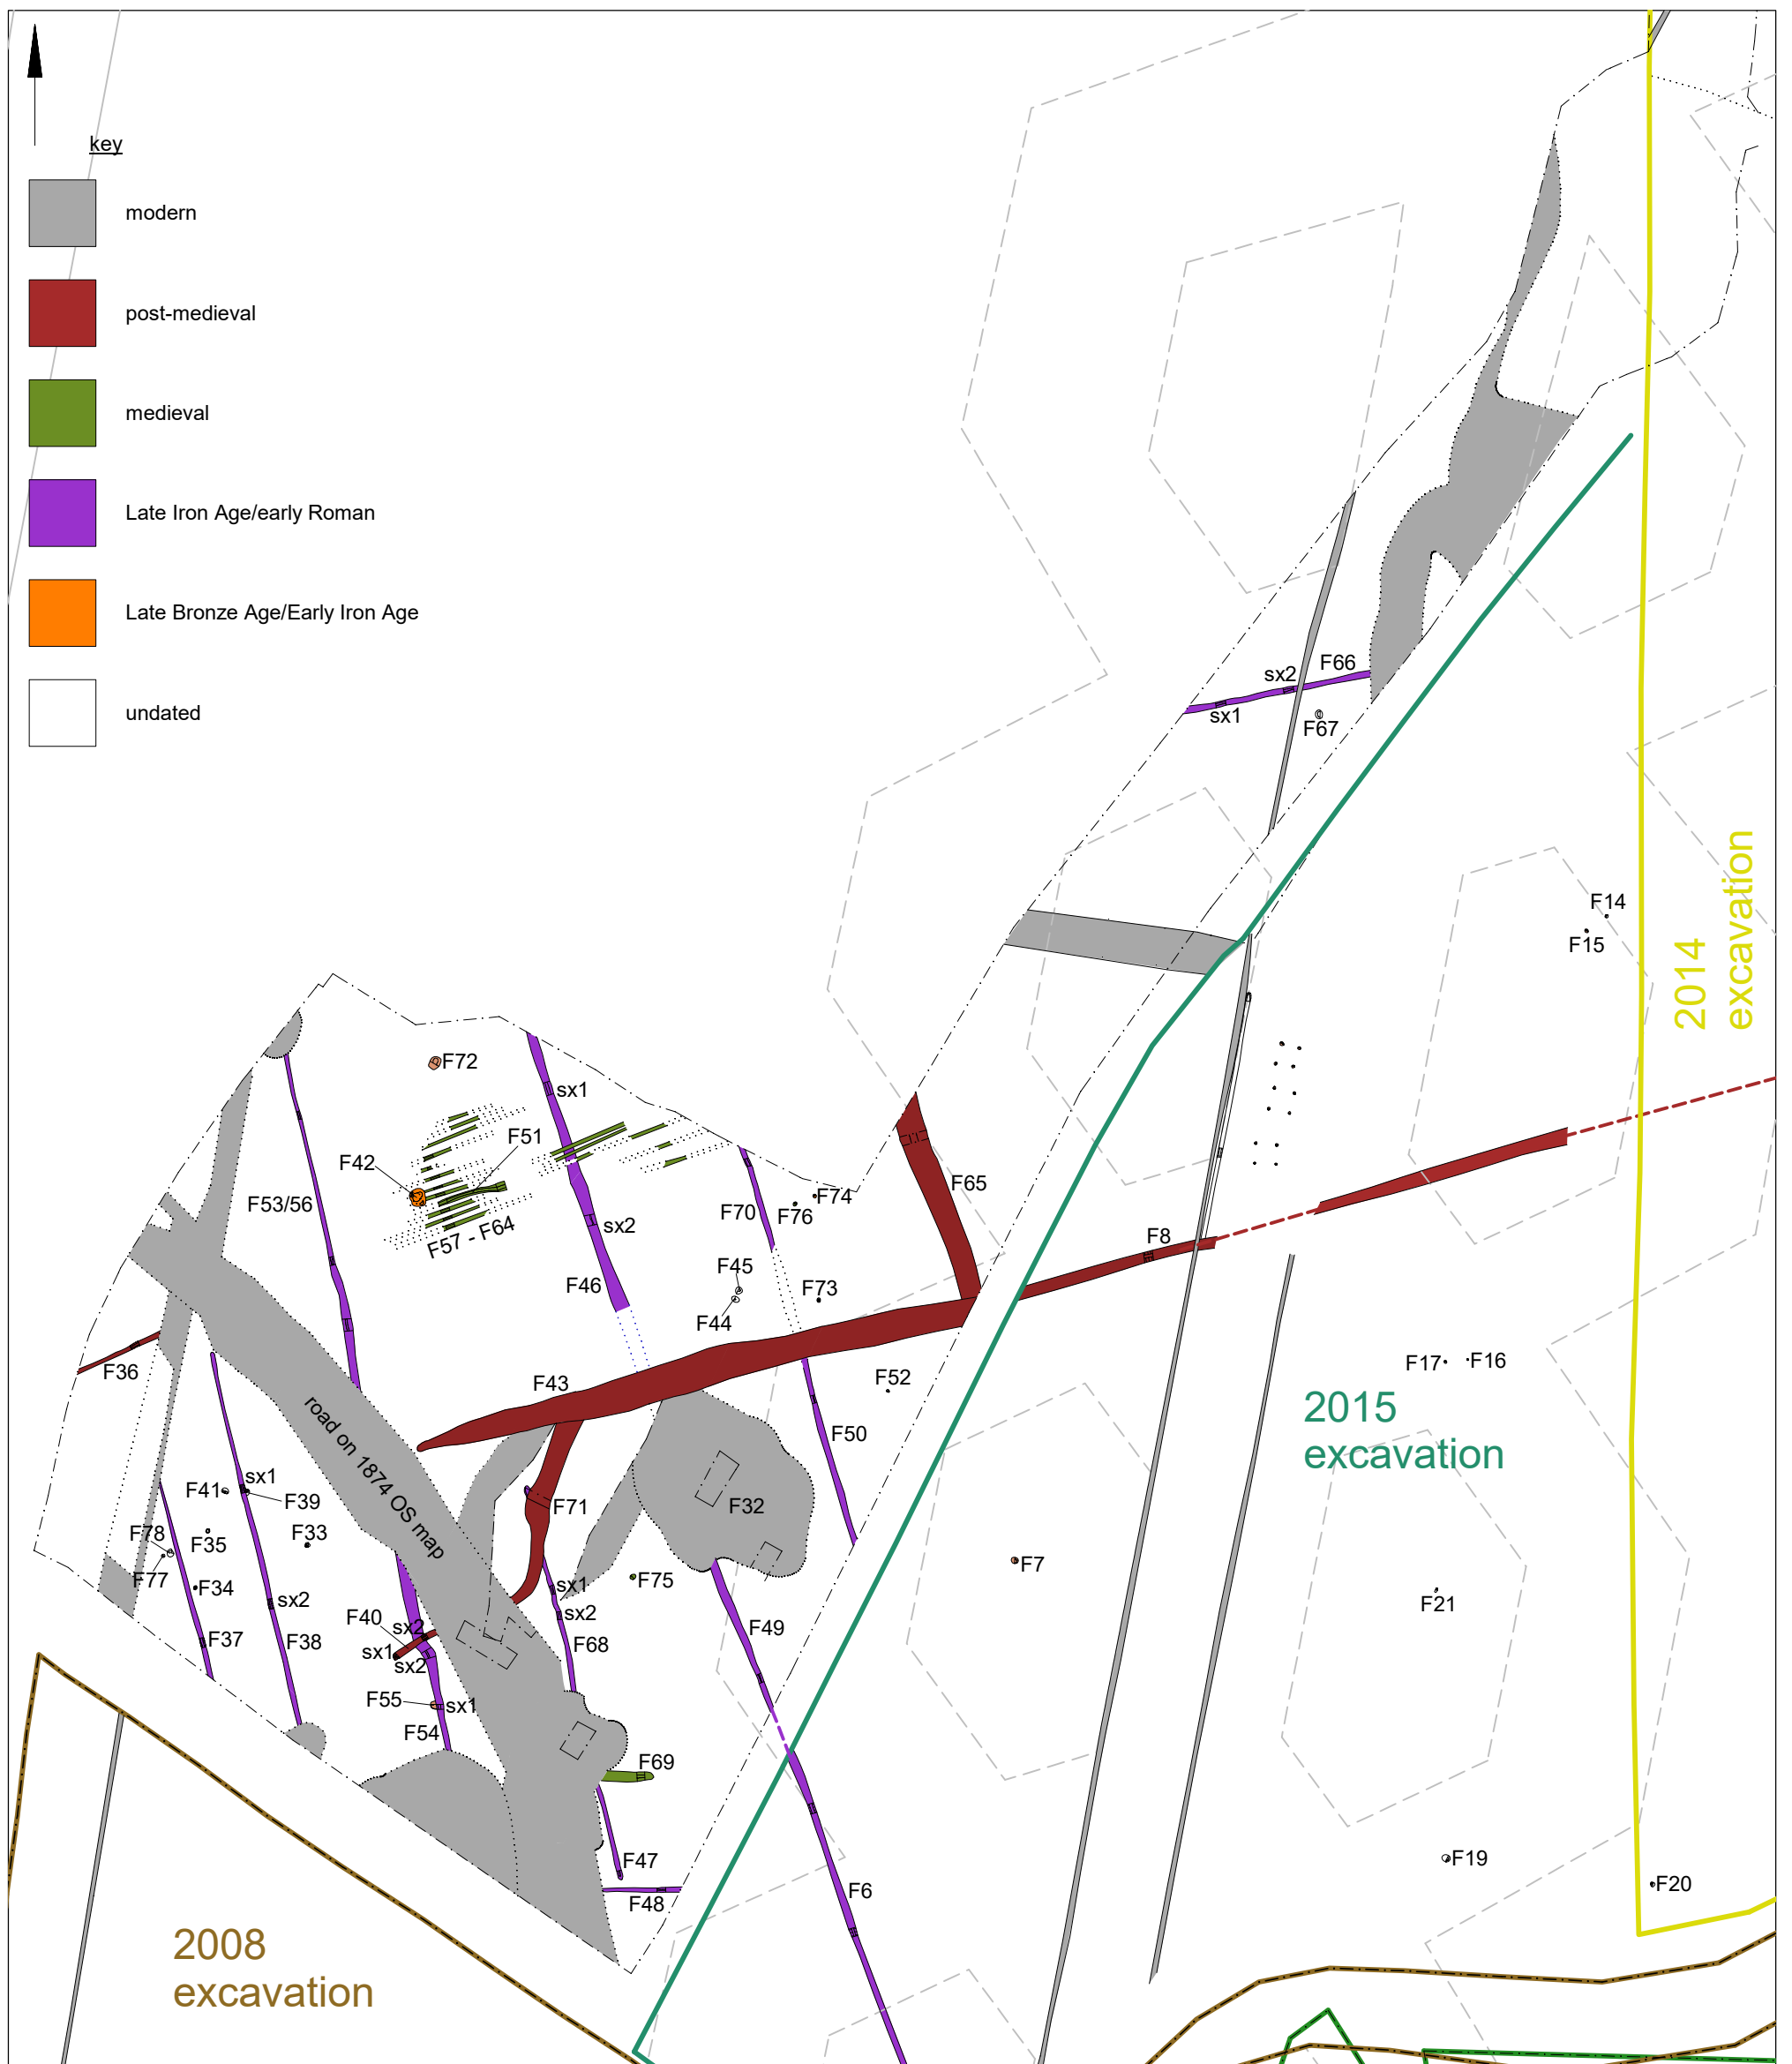 key
modern
post-medieval
medieval
Late Iron Age/early Roman
Late Bronze Age/Early Iron Age
undated
sx2
F66
sx1
F67
2014
excavation
F14
F15
F72
sx1
F51
F42
F53/56
F57 - F64
sx2
F46
F70
F76
F74
F65
F8
F45
F44
F73
F36
F43
F52
F17
F16
2015
excavation
road on 1874 OS map
F50
F41
sx1
F39
F71
F32
F33
F78
F35
F77
F34
F7
F75
sx1
sx2
F21
sx2
F40
sx2
sx1
sx2
F37
F38
F68
F49
F55
sx1
F54
F69
F47
F48
F6
F19
F20
2008
excavation